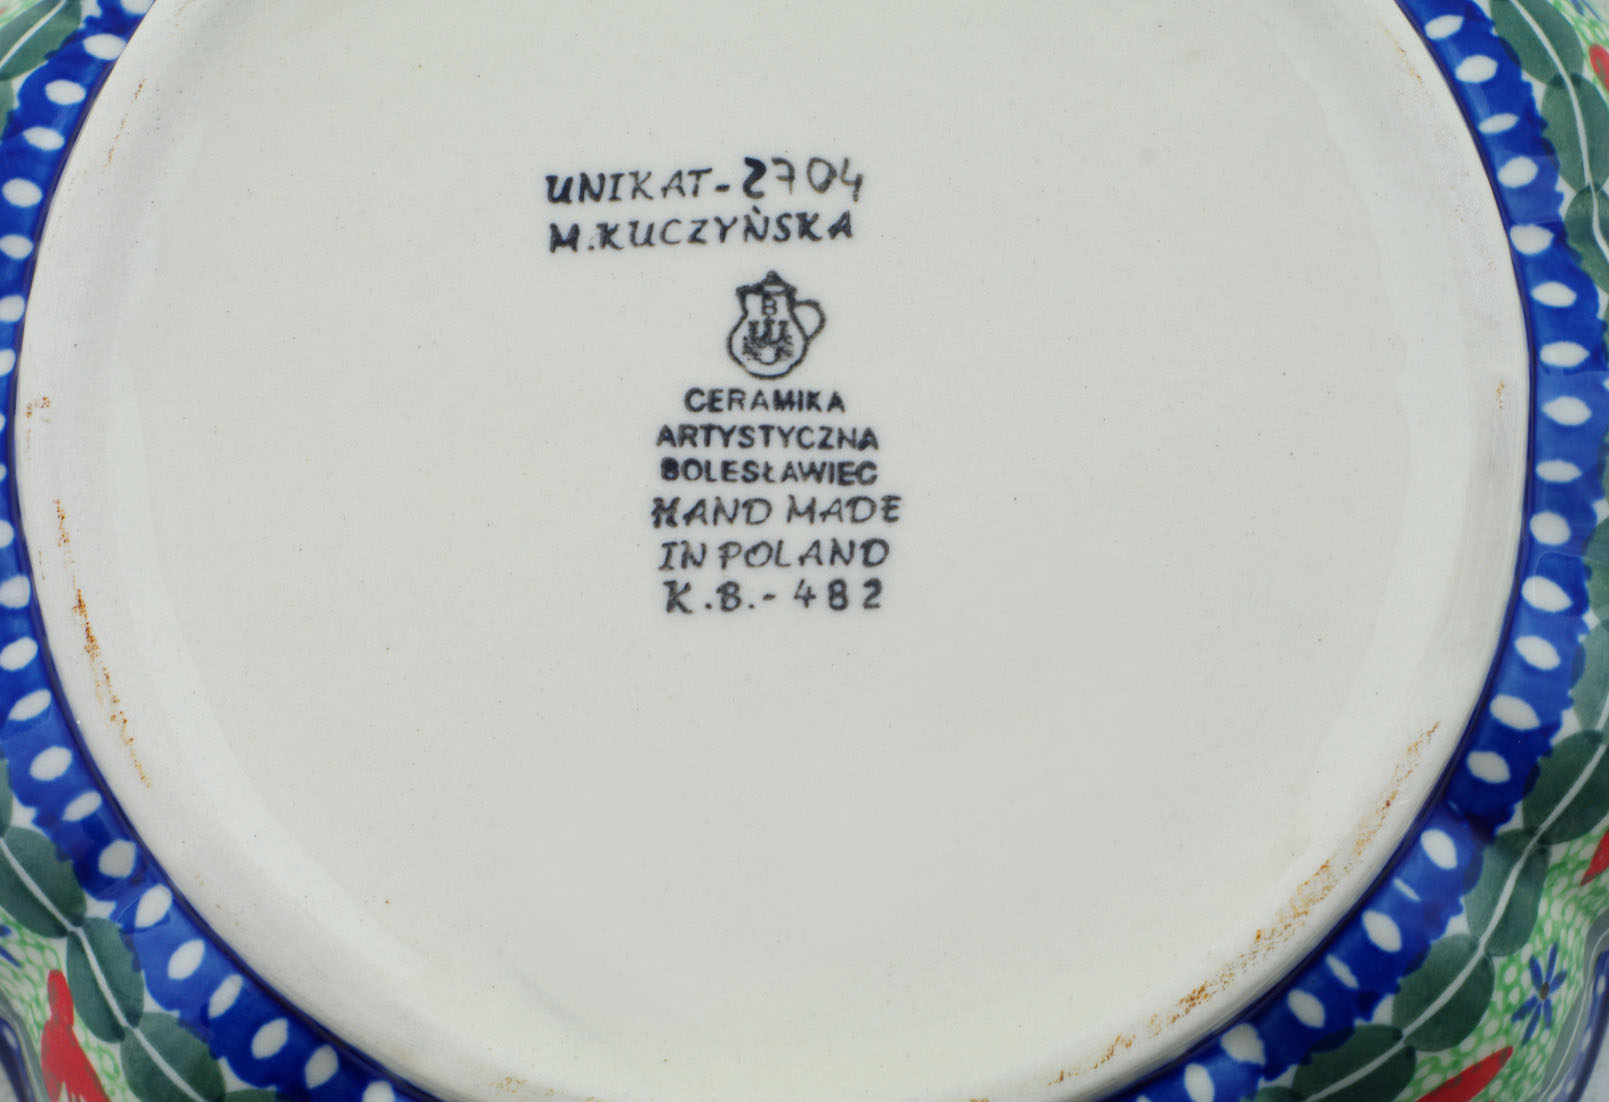 UNIKAT-2704
M.KUCZYŃSKA
B
CERAMIKA
ARTYSTYCZNA
BOLESŁAWIEC
HAND MADE
IN POLAND
K.B.-482